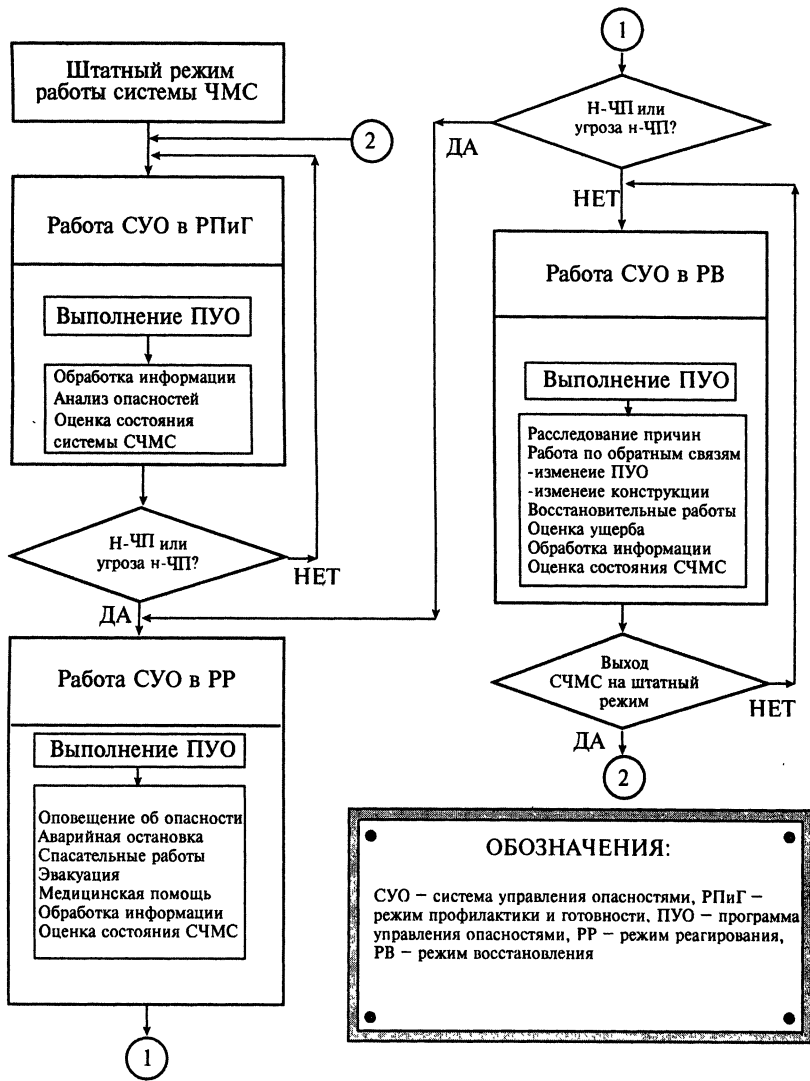 Штатный режим
работы системы ЧМС
2
Работа СУО в РПиГ
Выполнение ПУО
Обработка информации
Анализ опасностей
Оценка состояния
системы СЧМС
Н-ЧП или
угроза н-ЧП?
НЕТ
ДА
Работа СУО в РР
Выполнение ПУО
Оповещение об опасности
Аварийная остановка
Спасательные работы
Эвакуация
Медицинская помощь
Обработка информации
Оценка состояния СЧМС
1
1
Н-ЧП или
угроза н-ЧП?
ДА
НЕТ
Работа СУО в РВ
Выполнение ПУО
Расследование причин
Работа по обратным связям
-изменеие ПУО
-изменеие конструкции
Восстановительные работы
Оценка ущерба
Обработка информации
Оценка состояния СЧМС
Выход
СЧМС на штатный
режим
НЕТ
ДА
2
ОБОЗНАЧЕНИЯ:
СУО – система управления опасностями, РПиГ –
режим профилактики и готовности, ПУО – программа
управления опасностями, РР – режим реагирования,
РВ – режим восстановления